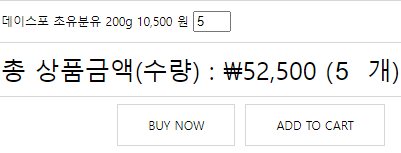 데이스포 초유분유 200g 10,500 원 5
총 상품금액(수량) : ₩52,500 (5 개)
BUY NOW ADD TO CART